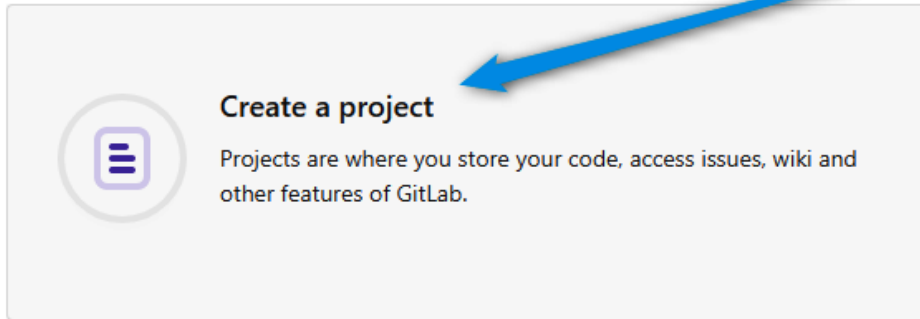 Create a project
Projects are where you store your code, access issues, wiki and
other features of GitLab.